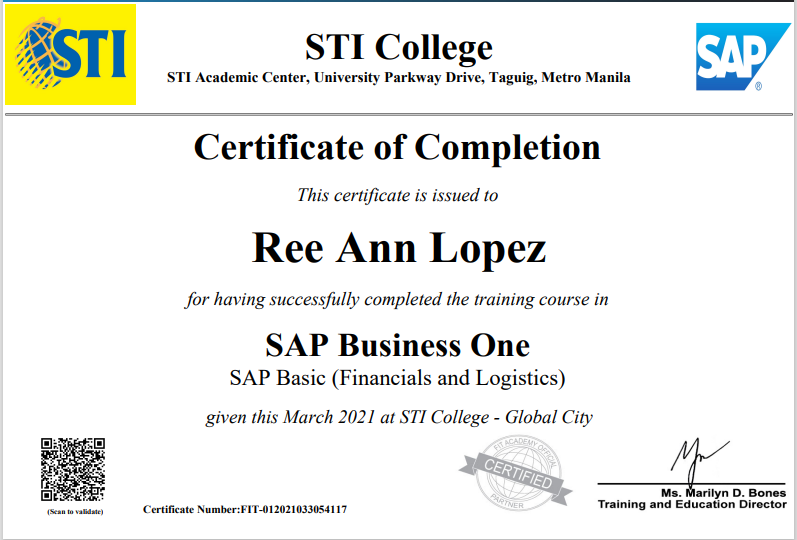 STI
STI College
STI Academic Center, University Parkway Drive, Taguig, Metro Manila
SAP
®
Certificate of Completion
This certificate is issued to
Ree Ann Lopez
for having successfully completed the training course in
SAP Business One
SAP Basic (Financials and Logistics)
given this March 2021 at STI College - Global City
FIT ACADEMY OFFICIAL
CERTIFIED
PARTNER
Ms. Marilyn D. Bones
Training and Education Director
(Scan to validate)
Certificate Number:FIT-012021033054117